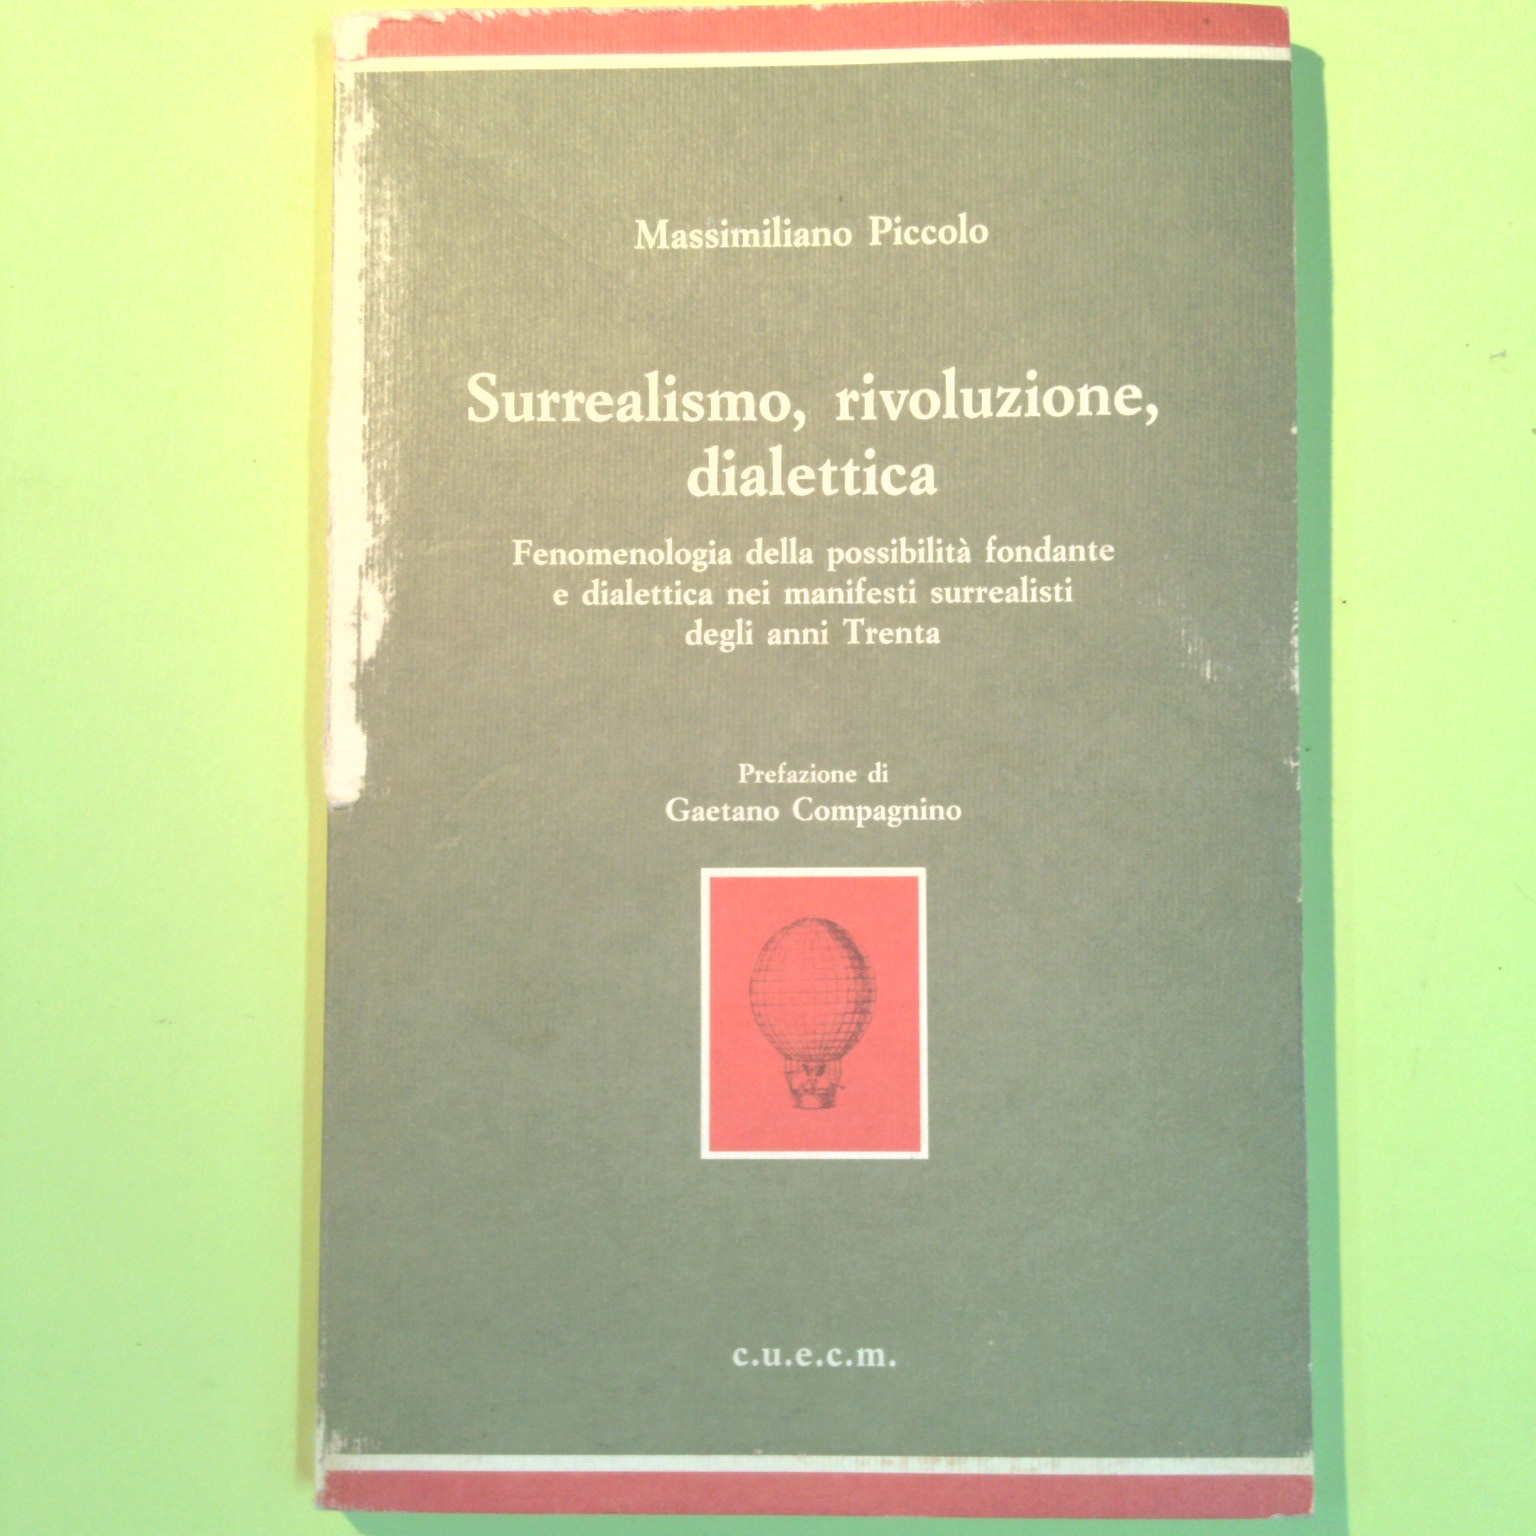 Massimiliano Piccolo
Surrealismo, rivoluzione,
dialettica
Fenomenologia della possibilità fondante
e dialettica nei manifesti surrealisti
degli anni Trenta
Prefazione di
Gaetano Compagnino
c.u.e.c.m.